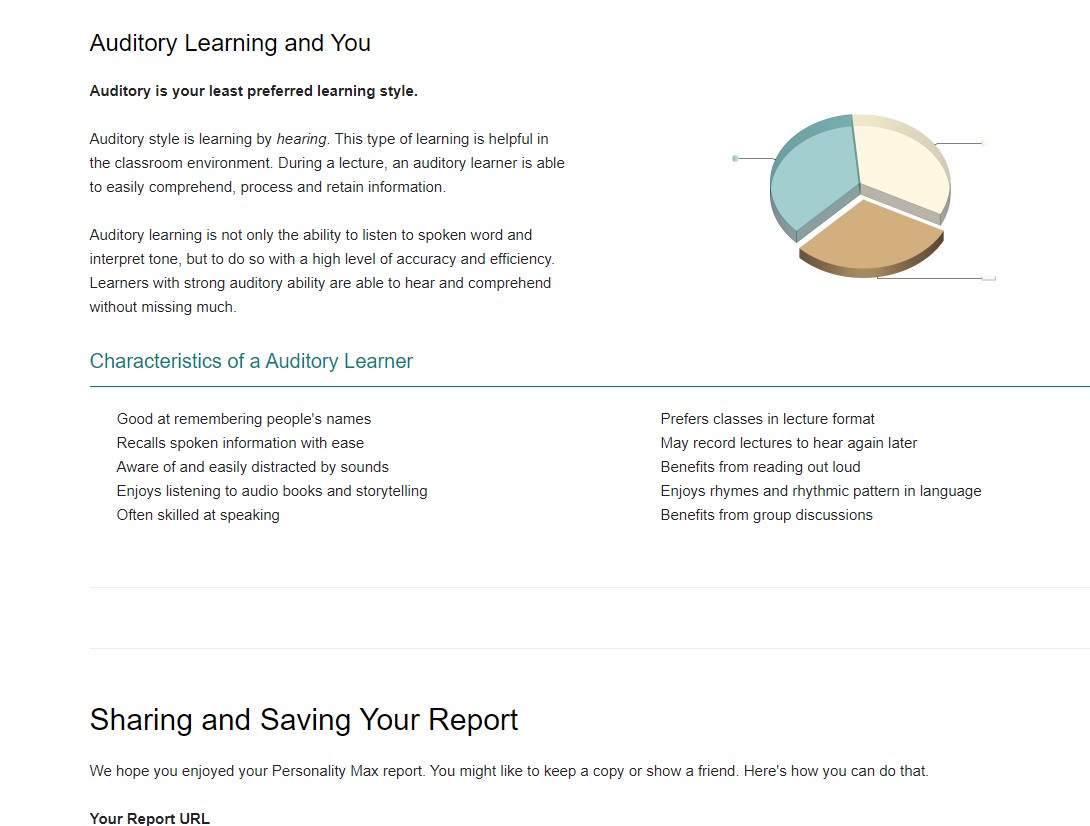 Auditory Learning and You
Auditory is your least preferred learning style.
Auditory style is learning by hearing. This type of learning is helpful in
the classroom environment. During a lecture, an auditory learner is able
to easily comprehend, process and retain information.
Auditory learning is not only the ability to listen to spoken word and
interpret tone, but to do so with a high level of accuracy and efficiency.
Learners with strong auditory ability are able to hear and comprehend
without missing much.
Characteristics of a Auditory Learner
Good at remembering people's names
Recalls spoken information with ease
Aware of and easily distracted by sounds
Enjoys listening to audio books and storytelling
Often skilled at speaking
Prefers classes in lecture format
May record lectures to hear again later
Benefits from reading out loud
Enjoys rhymes and rhythmic pattern in language
Benefits from group discussions
Sharing and Saving Your Report
We hope you enjoyed your Personality Max report. You might like to keep a copy or show a friend. Here's how you can do that.
Your Report URL